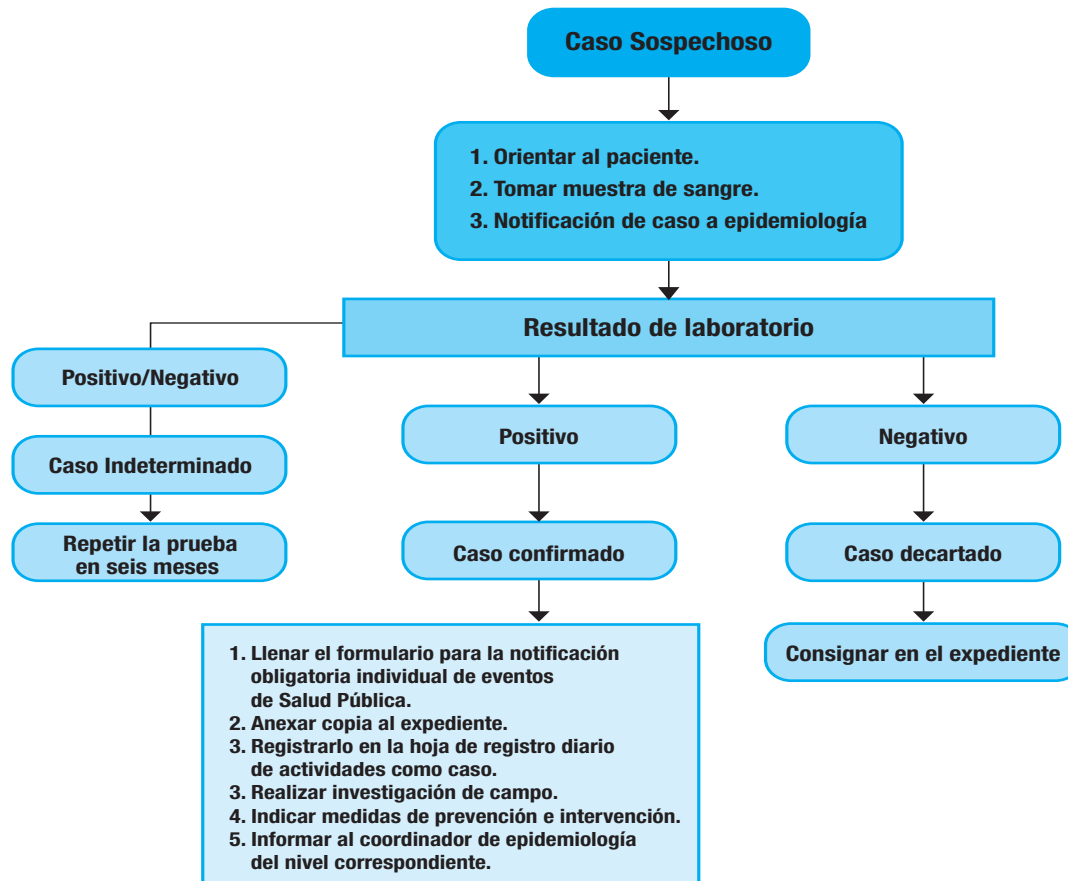 Caso Sospechoso
1. Orientar al paciente.
2. Tomar muestra de sangre.
3. Notificación de caso a epidemiología
Resultado de laboratorio
Positivo/Negativo
Caso Indeterminado
Repetir la prueba
en seis meses
Positivo
Caso confirmado
1. Llenar el formulario para la notificación
obligatoria individual de eventos
de Salud Pública.
2. Anexar copia al expediente.
3. Registrarlo en la hoja de registro diario
de actividades como caso.
3. Realizar investigación de campo.
4. Indicar medidas de prevención e intervención.
5. Informar al coordinador de epidemiología
del nivel correspondiente.
Negativo
Caso decartado
Consignar en el expediente